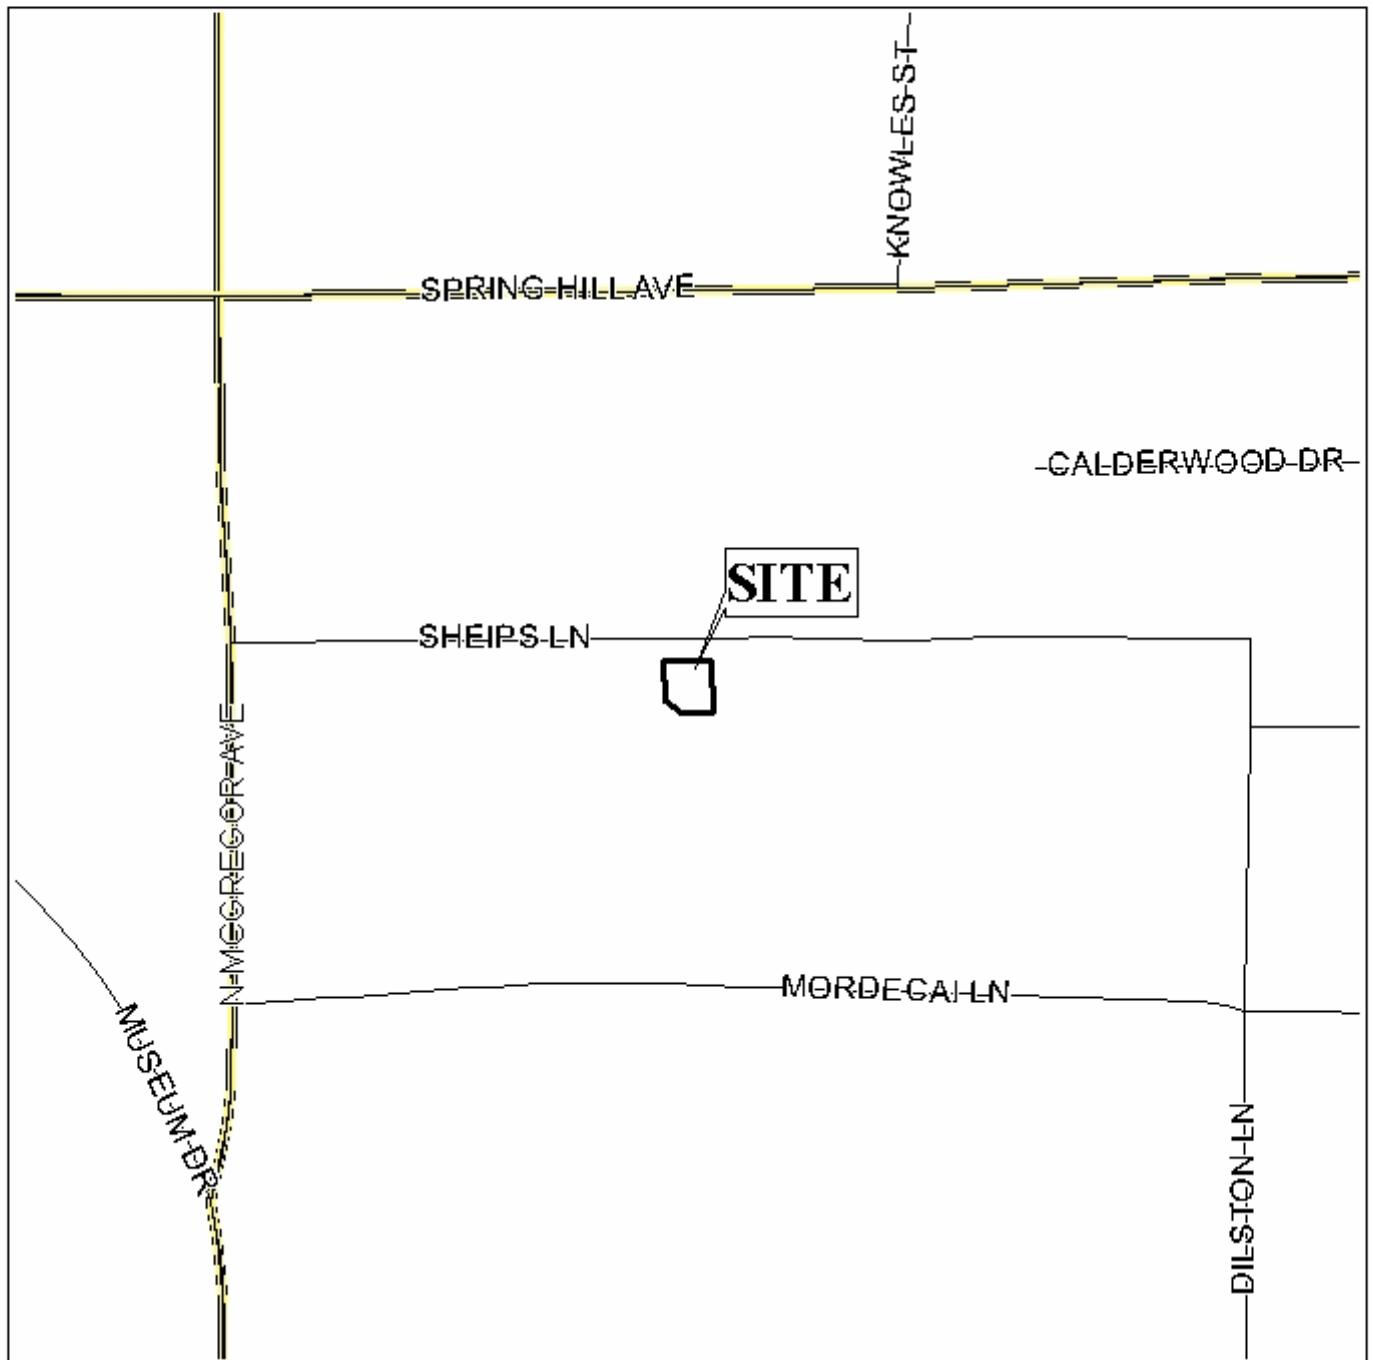 KNOWLES ST
SPRING HILL AVE
CALDERWOOD DR
SITE
SHEIPS LN
N MCGREGOR AVE
MORDECAI LN
MUSEUM DR
DILSTON LN